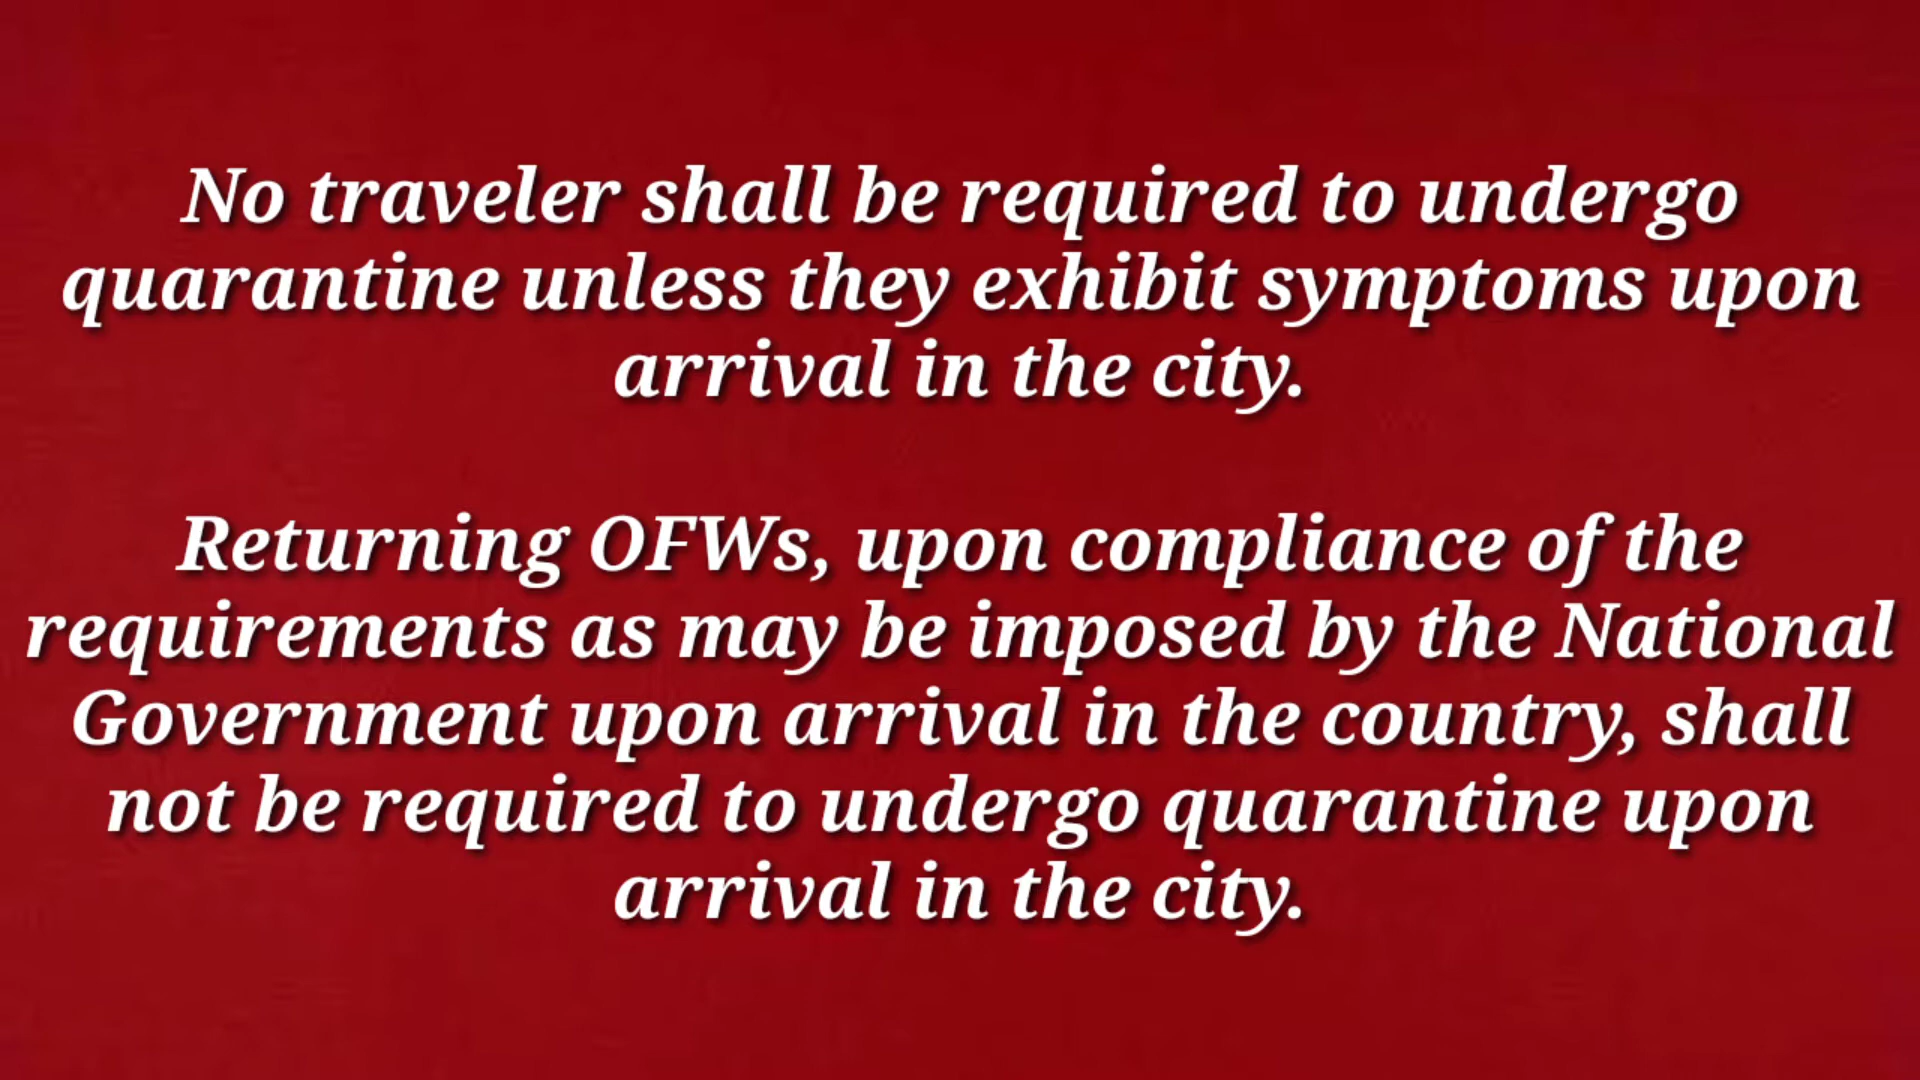 No traveler shall be required to undergo
quarantine unless they exhibit symptoms upon
arrival in the city.
Returning OFWs, upon compliance of the
requirements as may be imposed by the National
Government upon arrival in the country, shall
not be required to undergo quarantine upon
arrival in the city.